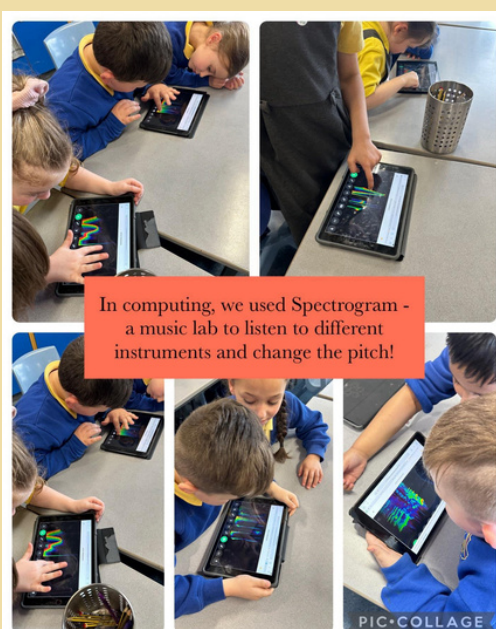 In computing, we used Spectrogram -
a music lab to listen to different
instruments and change the pitch!
PIC•COLLAGE